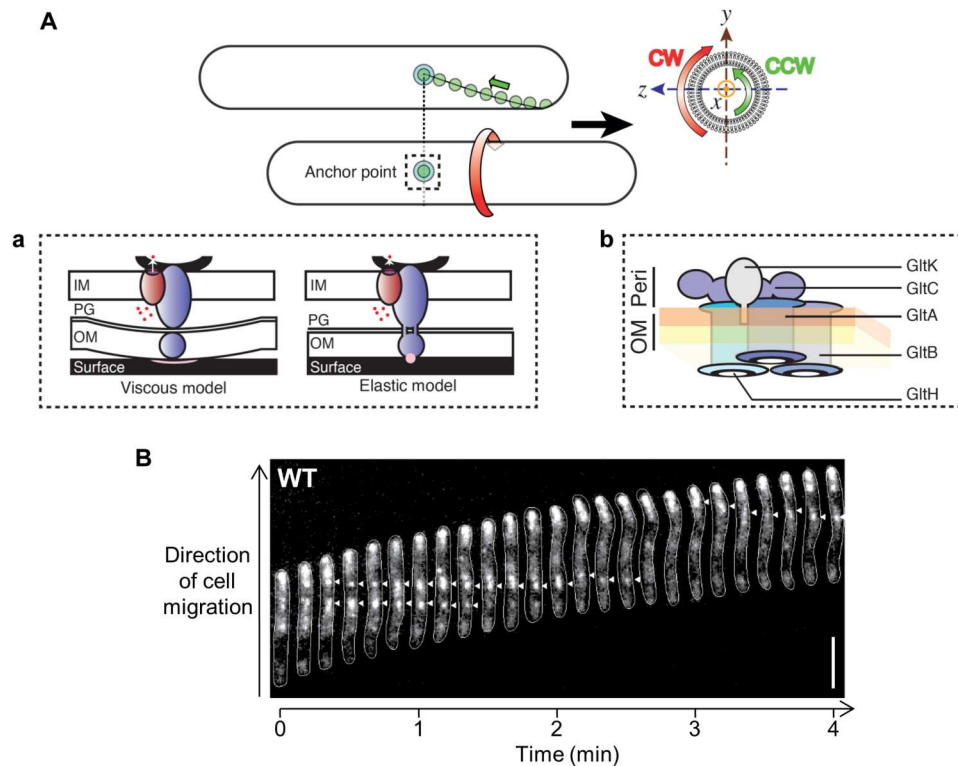 A
CW
CCW
y
z
x
Anchor point
a
IM
PG
OM
Surface
Viscous model
IM
PG
OM
Surface
Elastic model
b
Peri
OM
GltK
GltC
GltA
GltB
GltH
B
WT
Direction
of cell
migration
0 1 2 3 4
Time (min)